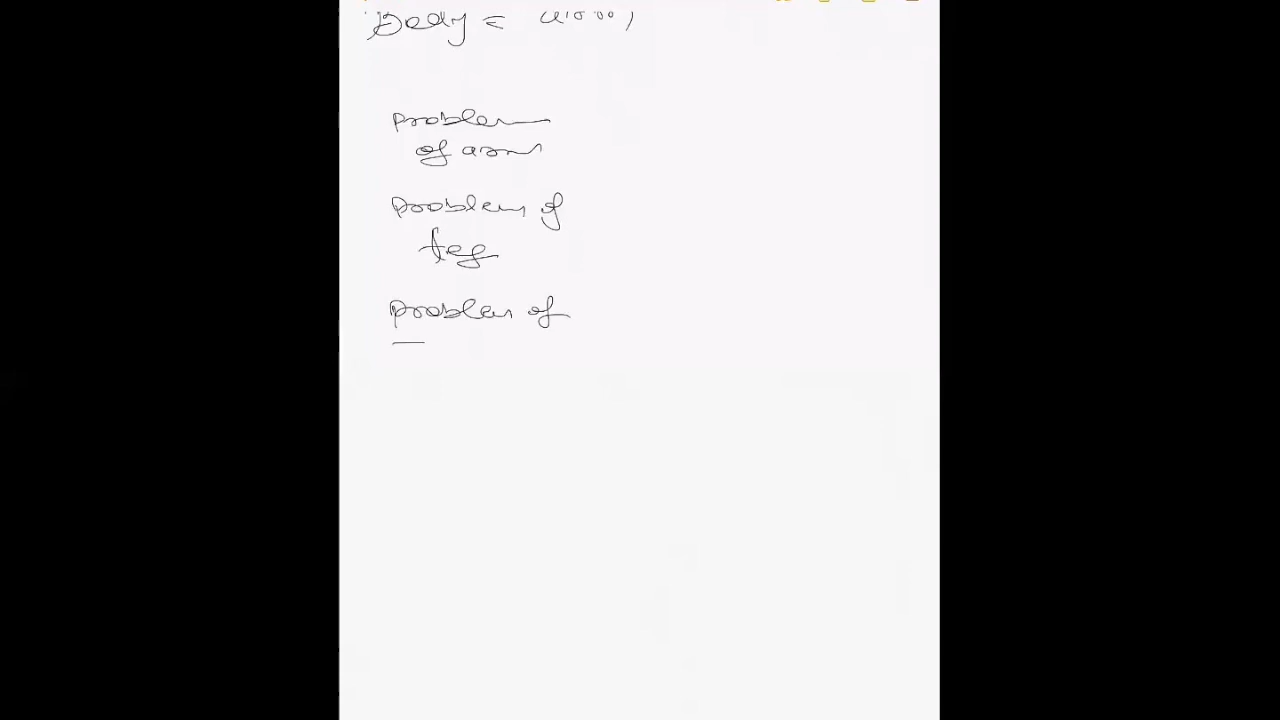 Body =
Problem
of arm
Problem of
leg
Problem of